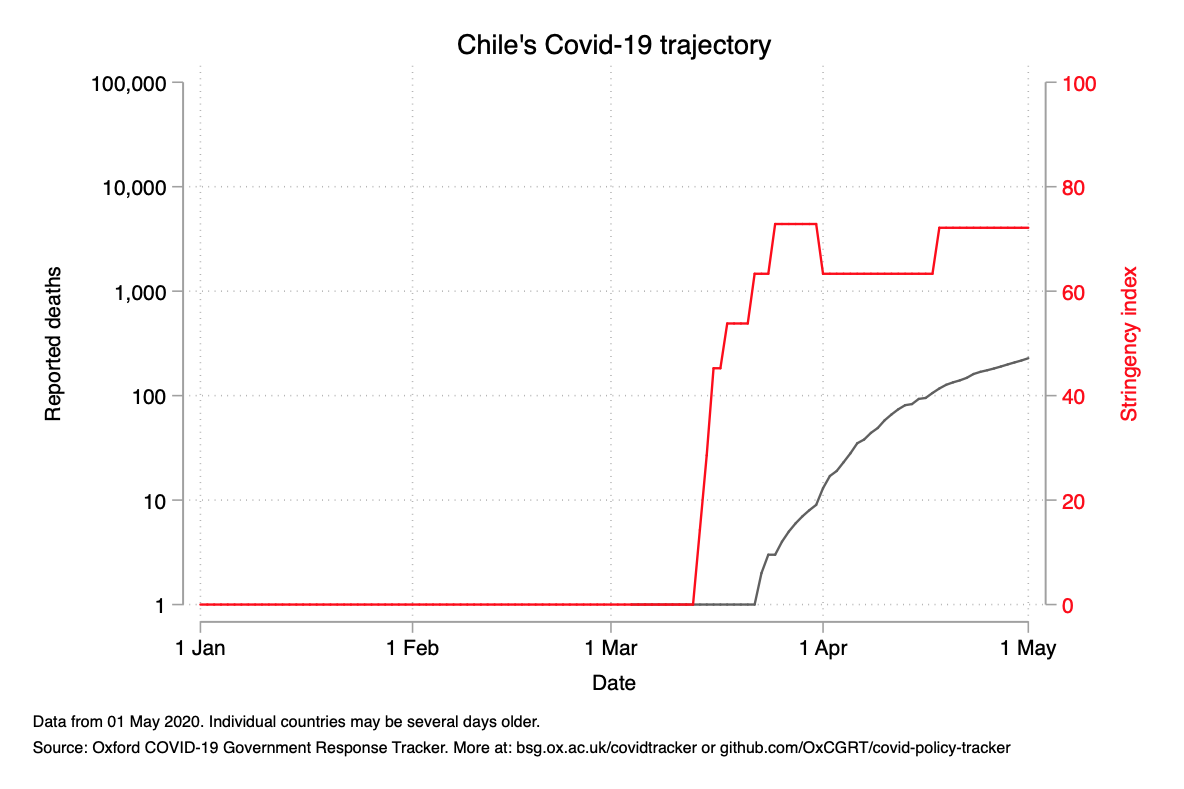 Chile's Covid-19 trajectory
100,000
10,000
1,000
100
10
1
Reported deaths
100
80
60
40
20
0
Stringency index
1 Jan
1 Feb
1 Mar
1 Apr
1 May
Date
Data from 01 May 2020. Individual countries may be several days older.
Source: Oxford COVID-19 Government Response Tracker. More at: bsg.ox.ac.uk/covidtracker or github.com/OxCGRT/covid-policy-tracker